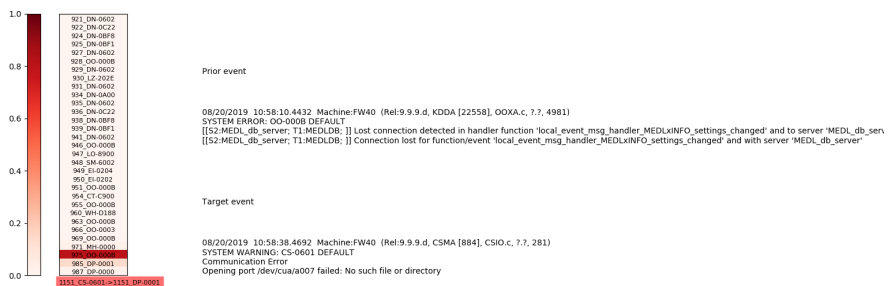 1.0
0.8
0.6
0.4
0.2
0.0
921_DN-0602
922_DN-0C22
924_DN-0BF8
925_DN-0BF1
927_DN-0602
928_OO-000B
929_DN-0602
930_LZ-202E
931_DN-0602
934_DN-0A00
935_DN-0602
936_DN-0C22
938_DN-0BF8
939_DN-0BF1
941_DN-0602
946_OO-000B
947_LO-8900
948_SM-6002
949_EI-0204
950_EI-0202
951_OO-000B
954_CT-C900
955_OO-000B
960_WH-D188
963_OO-000B
966_OO-0003
969_OO-000B
971_MH-0000
975_OO-000B
985_DP-0001
987_DP-0000
1151_CS-0601->1151_DP-0001
Prior event
08/20/2019 10:58:10.4432 Machine:FW40 (Rel:9.9.9.d, KDDA [22558], OOXA.c, ?.?, 4981)
SYSTEM ERROR: OO-000B DEFAULT
[[S2:MEDL_db_server; T1:MEDLDB; ]] Lost connection detected in handler function 'local_event_msg_handler_MEDLxINFO_settings_changed' and to server 'MEDL_db_serv
[[S2:MEDL_db_server; T1:MEDLDB; ]] Connection lost for function/event 'local_event_msg_handler_MEDLxINFO_settings_changed' and with server 'MEDL_db_server'
Target event
08/20/2019 10:58:38.4692 Machine:FW40 (Rel:9.9.9.d, CSMA [884], CSIO.c, ?.?, 281)
SYSTEM WARNING: CS-0601 DEFAULT
Communication Error
Opening port /dev/cua/a007 failed: No such file or directory